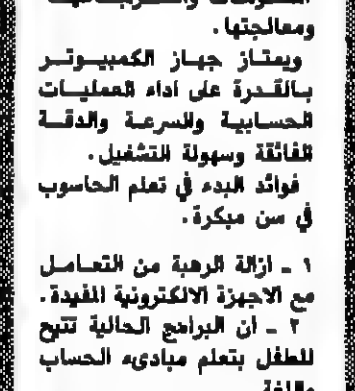 ومعالجتها .
ويمتاز جهاز الكمبيوتر
بالقدرة على اداء العمليات
الحسابية والسرعة والدقة
الفائقة وسهولة التشغيل .
فوائد البدء في تعلم الحاسوب
في سن مبكرة .
١ ـ ازالة الرهبة من التعامل
مع الاجهزة الالكترونية المفيدة .
٢ ـ ان البرامج الحالية تتيح
للطفل بتعلم مبادىء الحساب